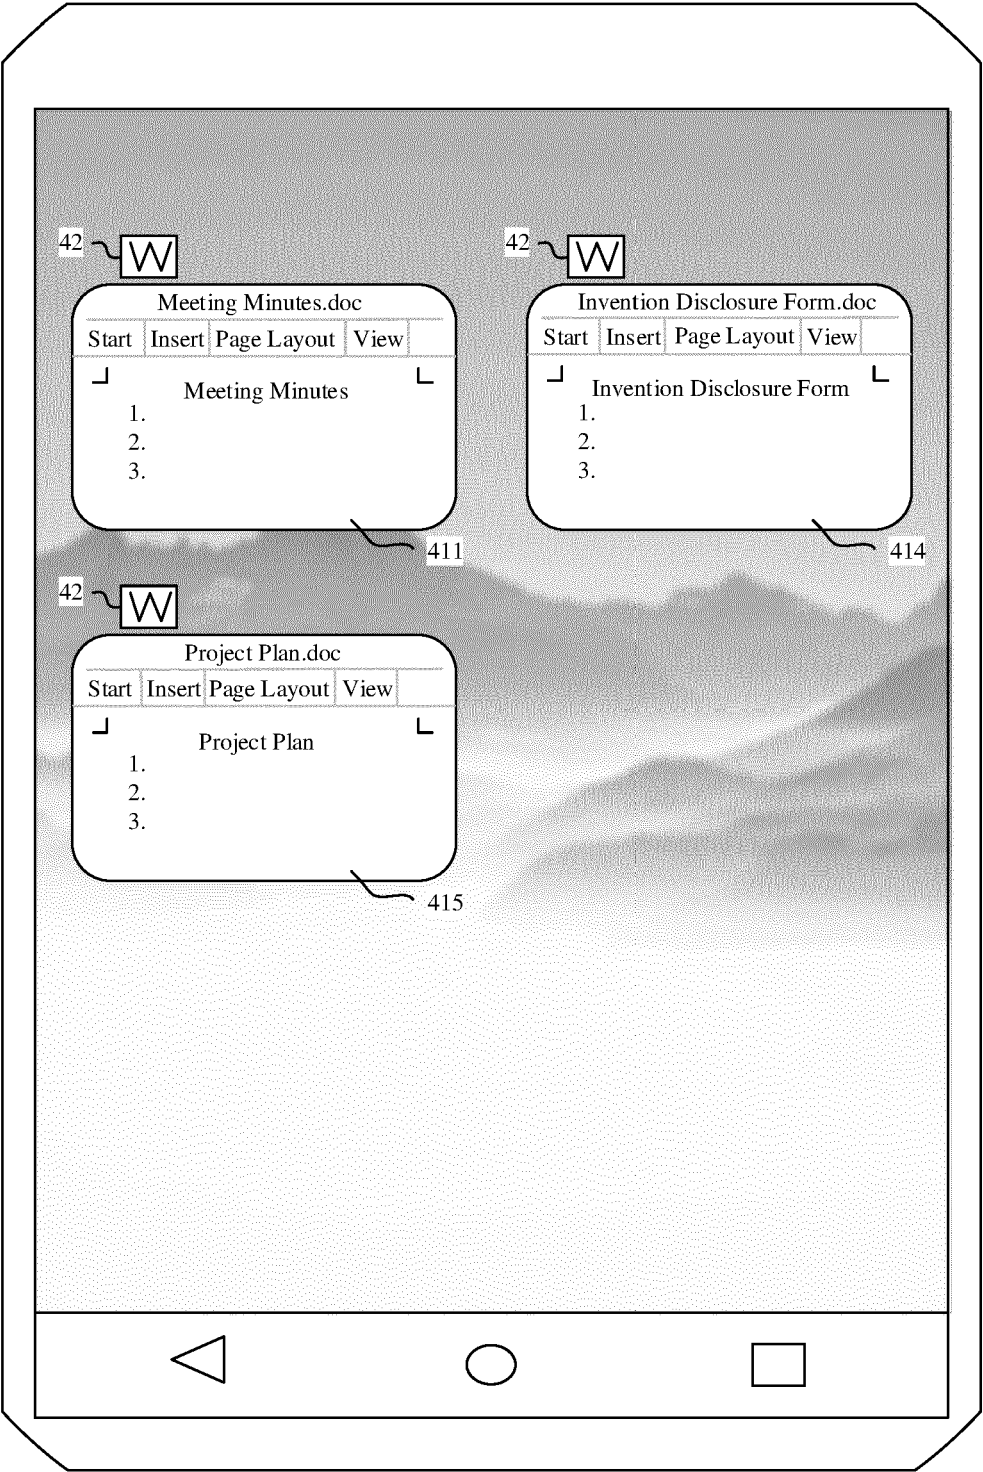 42 W 42 W
Meeting Minutes.doc
Start Insert Page Layout View
Meeting Minutes
1.
2.
3.
411
Invention Disclosure Form.doc
Start Insert Page Layout View
Invention Disclosure Form
1.
2.
3.
414
42 W
Project Plan.doc
Start Insert Page Layout View
Project Plan
1.
2.
3.
415